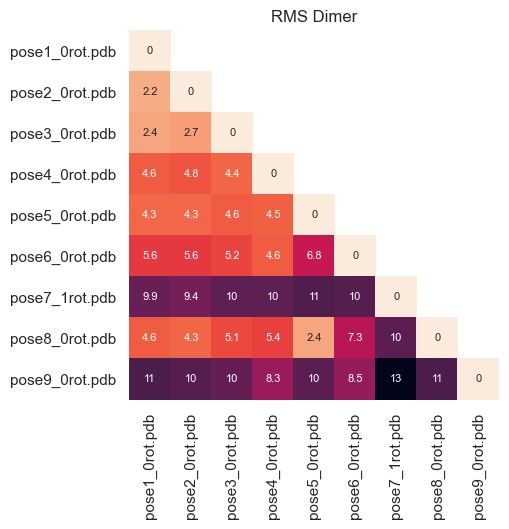 RMS Dimer
pose1_0rot.pdb 0
pose2_0rot.pdb 2.2 0
pose3_0rot.pdb 2.4 2.7 0
pose4_0rot.pdb 4.6 4.8 4.4 0
pose5_0rot.pdb 4.3 4.3 4.6 4.5 0
pose6_0rot.pdb 5.6 5.6 5.2 4.6 6.8 0
pose7_1rot.pdb 9.9 9.4 10 10 11 10 0
pose8_0rot.pdb 4.6 4.3 5.1 5.4 2.4 7.3 10 0
pose9_0rot.pdb 11 10 10 8.3 10 8.5 13 11 0
pose1_0rot.pdb
pose2_0rot.pdb
pose3_0rot.pdb
pose4_0rot.pdb
pose5_0rot.pdb
pose6_0rot.pdb
pose7_1rot.pdb
pose8_0rot.pdb
pose9_0rot.pdb